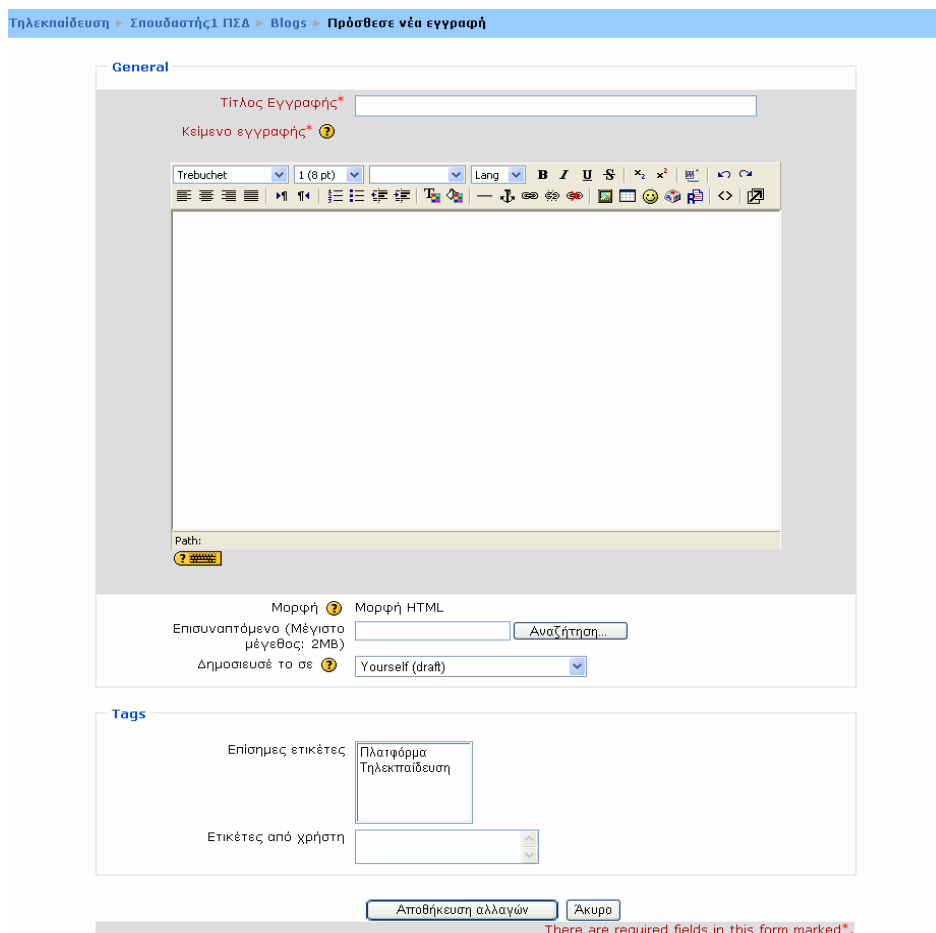 Τηλεκπαίδευση ► Σπουδαστής1 ΠΣΔ ► Blogs ► Πρόσθεσε νέα εγγραφή
General
Τίτλος Εγγραφής*
Κείμενο εγγραφής*
Trebuchet 1 (8 pt) Lang B I U S x₂ x²
Path:
Μορφή Μορφή HTML
Επισυναπτόμενο (Μέγιστο
μέγεθος: 2MB) Αναζήτηση...
Δημοσιευσέ το σε Yourself (draft)
Tags
Επίσημες ετικέτες Πλατφόρμα
Τηλεκπαίδευση
Ετικέτες από χρήστη
Αποθήκευση αλλαγών Άκυρο
There are required fields in this form marked*.